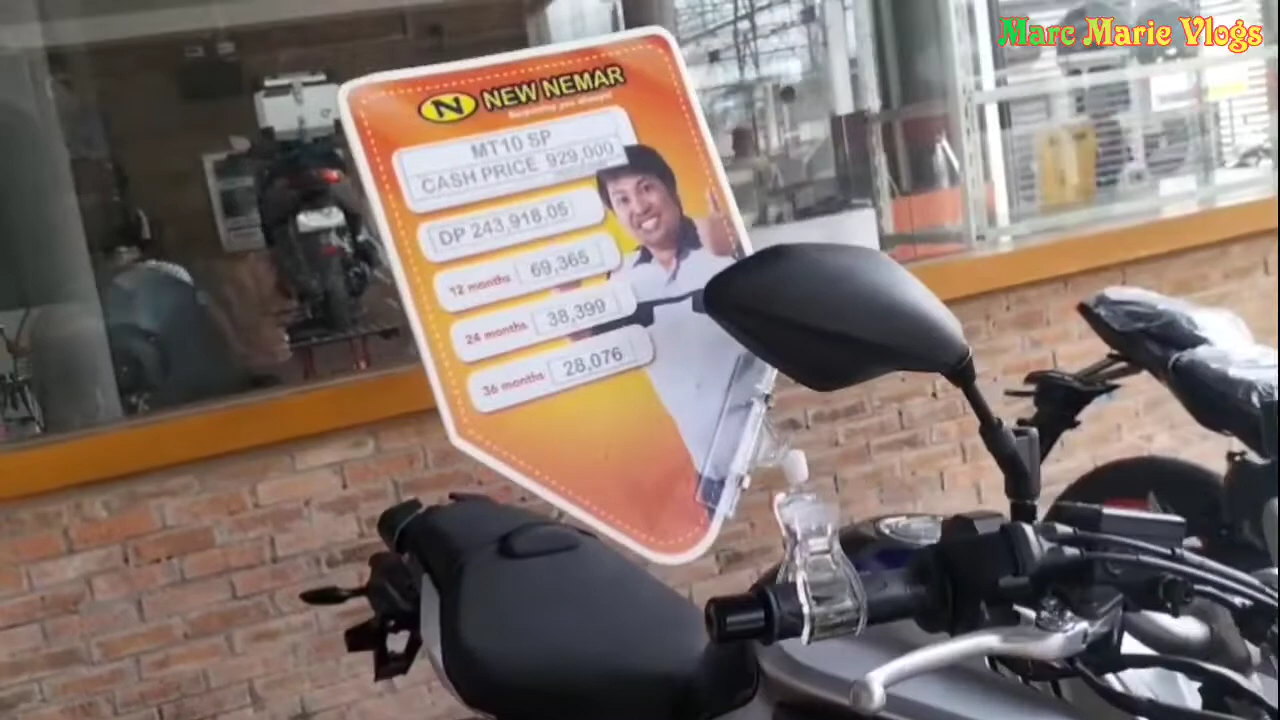 Marc Marie Vlogs
N NEW NEMAR
MT10 SP
CASH PRICE 929,000
DP 243,918.05
12 months 69,365
24 months 38,399
36 months 28,076